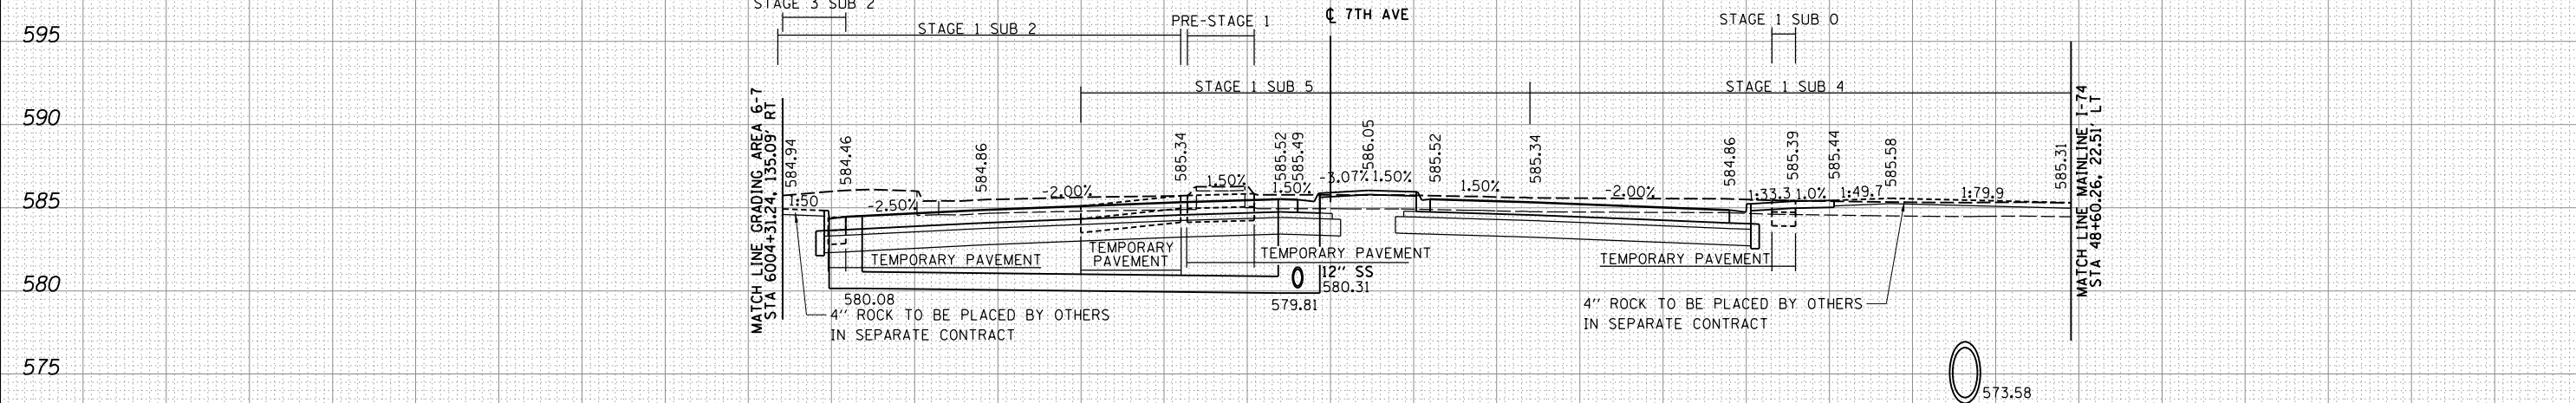 STAGE 3 SUB 2
STAGE 1 SUB 2
PRE-STAGE 1
℄ 7TH AVE
STAGE 1 SUB 0
595
STAGE 1 SUB 5
STAGE 1 SUB 4
590
MATCH LINE GRADING AREA 6-7
STA 6004+31.24, 135.09' RT
584.94
584.46
584.86
585.34
585.52
585.49
586.05
585.52
585.34
584.86
585.39
585.44
585.58
585.31
MATCH LINE MAINLINE I-74
STA 48+60.26, 22.51' LT
585
1:50
-2.50%
-2.00%
1.50%
1.50%
-3.07%
1.50%
1.50%
-2.00%
1:33.3
1.0%
1:49.7
1:79.9
TEMPORARY PAVEMENT
TEMPORARY
PAVEMENT
TEMPORARY PAVEMENT
TEMPORARY PAVEMENT
580
12" SS
580.31
580.08
579.81
4" ROCK TO BE PLACED BY OTHERS
IN SEPARATE CONTRACT
4" ROCK TO BE PLACED BY OTHERS
IN SEPARATE CONTRACT
575
573.58